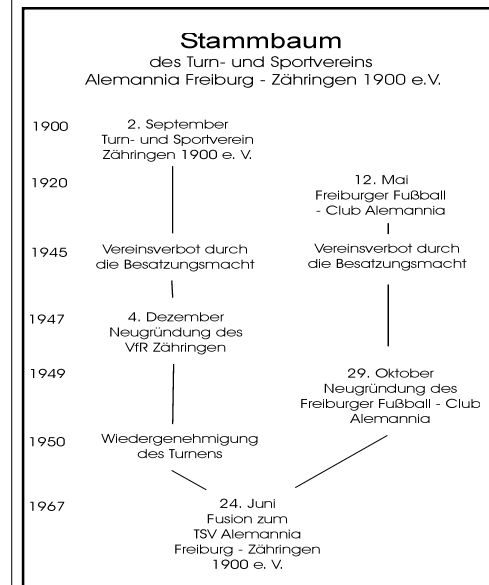 Stammbaum
des Turn- und Sportvereins
Alemannia Freiburg - Zähringen 1900 e.V.
1900
2. September
Turn- und Sportverein
Zähringen 1900 e. V.
1920
12. Mai
Freiburger Fußball
- Club Alemannia
1945
Vereinsverbot durch
die Besatzungsmacht
Vereinsverbot durch
die Besatzungsmacht
1947
4. Dezember
Neugründung des
VfR Zähringen
1949
29. Oktober
Neugründung des
Freiburger Fußball - Club
Alemannia
1950
Wiedergenehmigung
des Turnens
1967
24. Juni
Fusion zum
TSV Alemannia
Freiburg - Zähringen
1900 e. V.